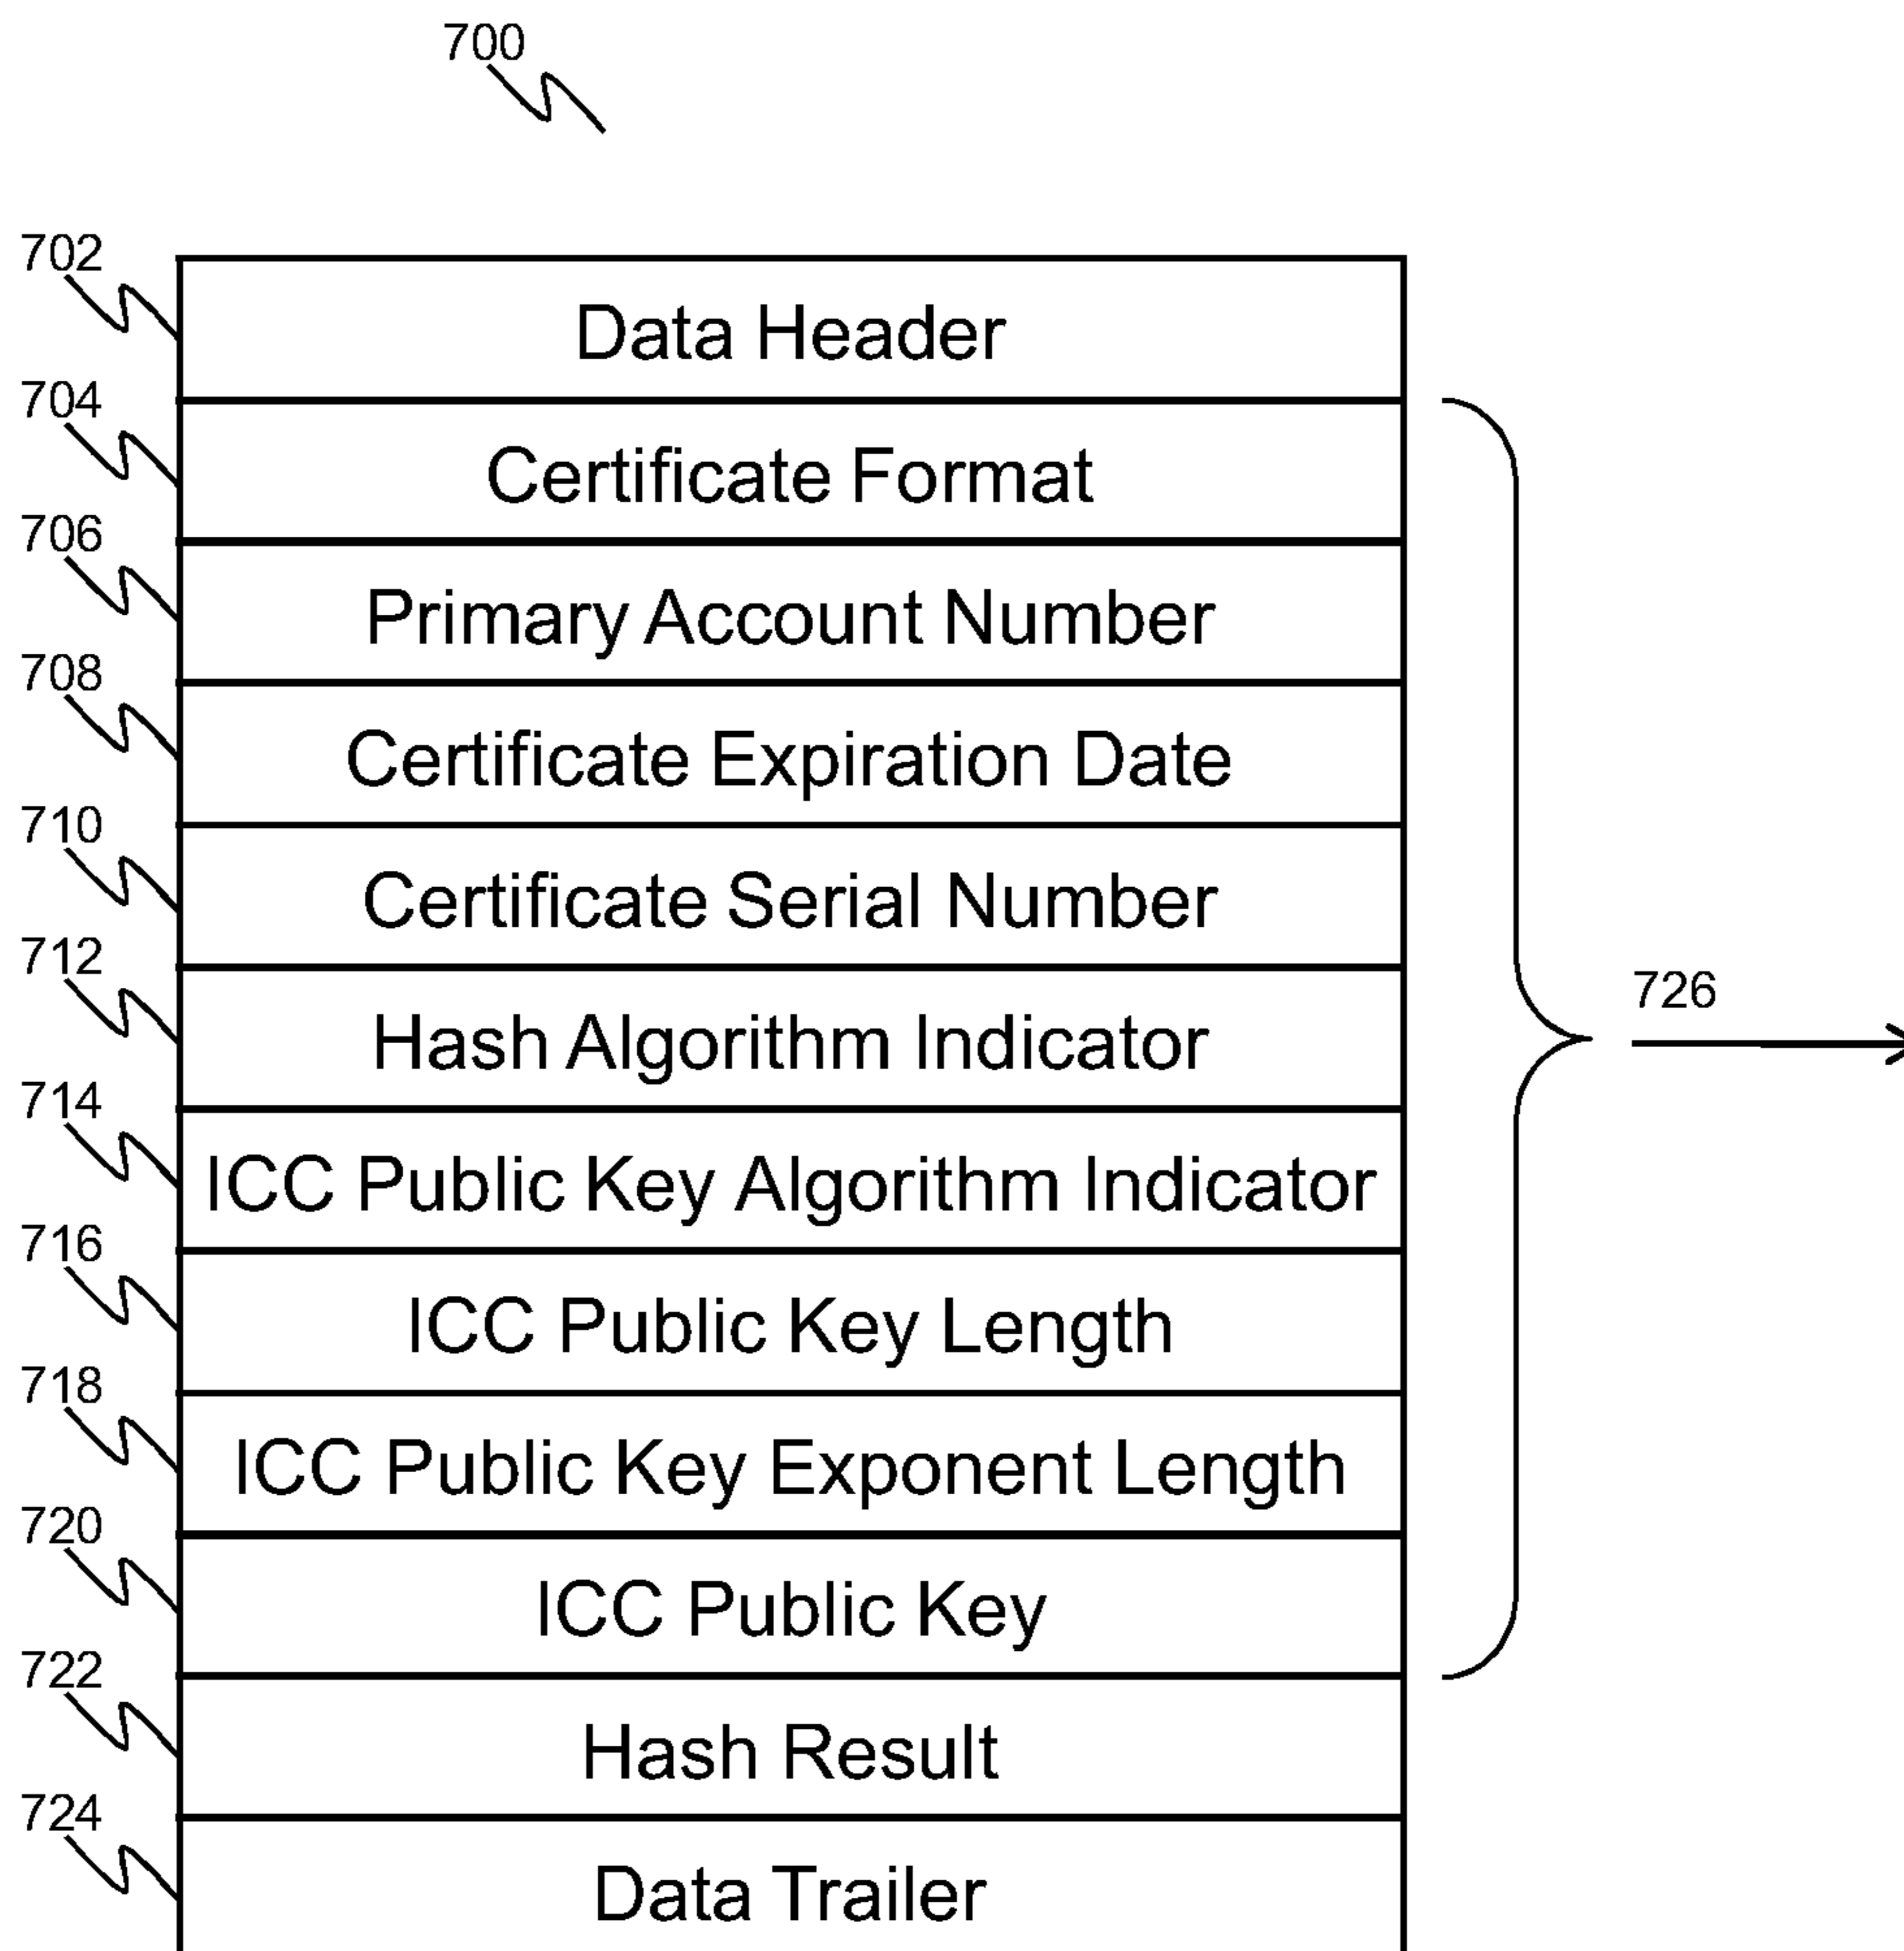 700
702
Data Header
704
Certificate Format
706
Primary Account Number
708
Certificate Expiration Date
710
Certificate Serial Number
712
Hash Algorithm Indicator
726
714
ICC Public Key Algorithm Indicator
716
ICC Public Key Length
718
ICC Public Key Exponent Length
720
ICC Public Key
722
Hash Result
724
Data Trailer